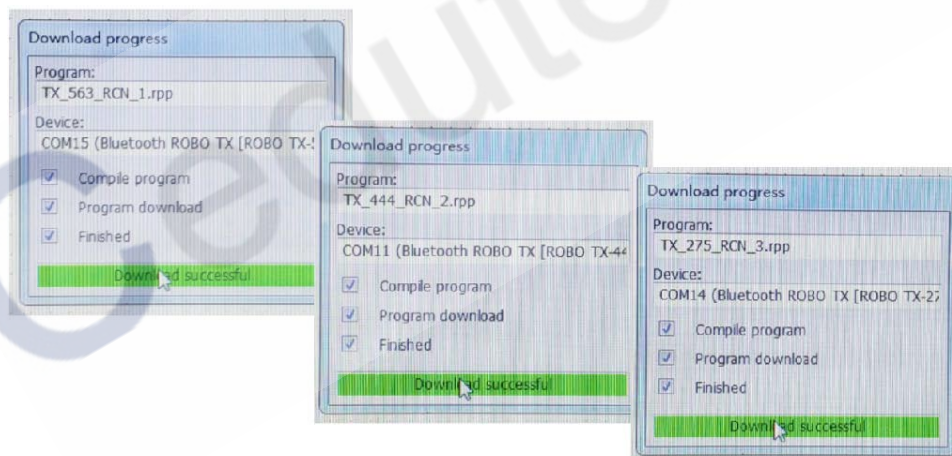 Download progress
Program:
TX_563_RCN_1.rpp
Device:
COM15 (Bluetooth ROBO TX [ROBO TX-5
Compile program
Program download
Finished
Download successful
Download progress
Program:
TX_444_RCN_2.rpp
Device:
COM11 (Bluetooth ROBO TX [ROBO TX-44
Compile program
Program download
Finished
Download successful
Download progress
Program:
TX_275_RCN_3.rpp
Device:
COM14 (Bluetooth ROBO TX [ROBO TX-27
Compile program
Program download
Finished
Download successful